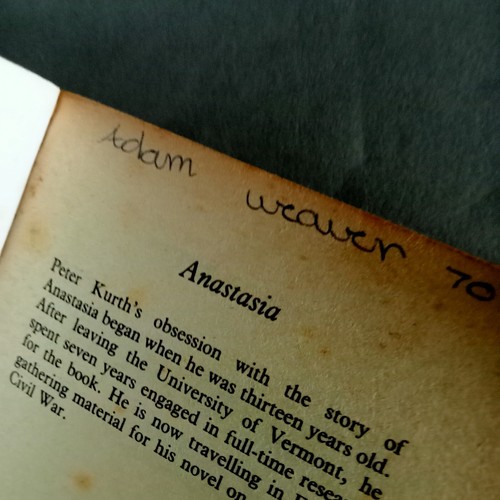 Adam weaver 70
Anastasia
Peter Kurth's obsession with the story of
Anastasia began when he was thirteen years old.
After leaving the University of Vermont, he
spent seven years engaged in full-time
for the book. He is now travelling in
gathering material for his novel on
Civil War.